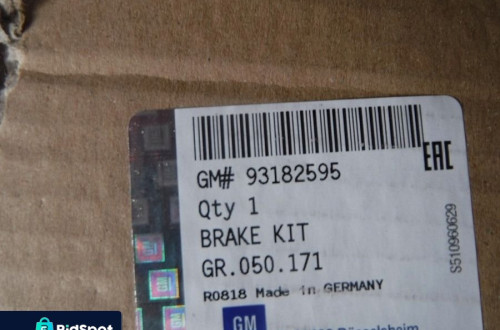 GM# 93182595
EAC
Qty 1
BRAKE KIT
GR.050.171
R0818 Made in GERMANY
S510960629
GM
BidSpot